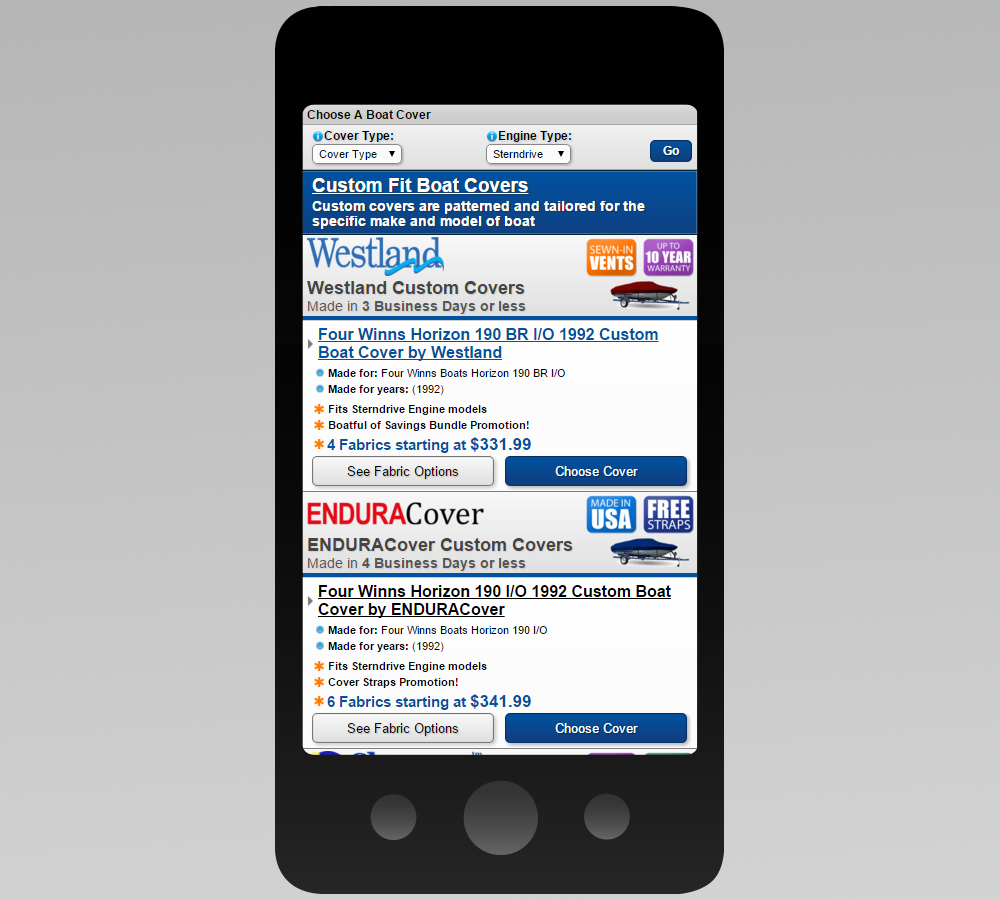 Choose A Boat Cover
Cover Type: Engine Type:
Cover Type Sterndrive Go
Custom Fit Boat Covers
Custom covers are patterned and tailored for the
specific make and model of boat
Westland
SEWN-IN
VENTS
UP TO
10 YEAR
WARRANTY
Westland Custom Covers
Made in 3 Business Days or less
Four Winns Horizon 190 BR I/O 1992 Custom
Boat Cover by Westland
Made for: Four Winns Boats Horizon 190 BR I/O
Made for years: (1992)
Fits Sterndrive Engine models
Boatful of Savings Bundle Promotion!
4 Fabrics starting at $331.99
See Fabric Options Choose Cover
ENDURACover
MADE IN
USA
FREE
STRAPS
ENDURACover Custom Covers
Made in 4 Business Days or less
Four Winns Horizon 190 I/O 1992 Custom Boat
Cover by ENDURACover
Made for: Four Winns Boats Horizon 190 I/O
Made for years: (1992)
Fits Sterndrive Engine models
Cover Straps Promotion!
6 Fabrics starting at $341.99
See Fabric Options Choose Cover